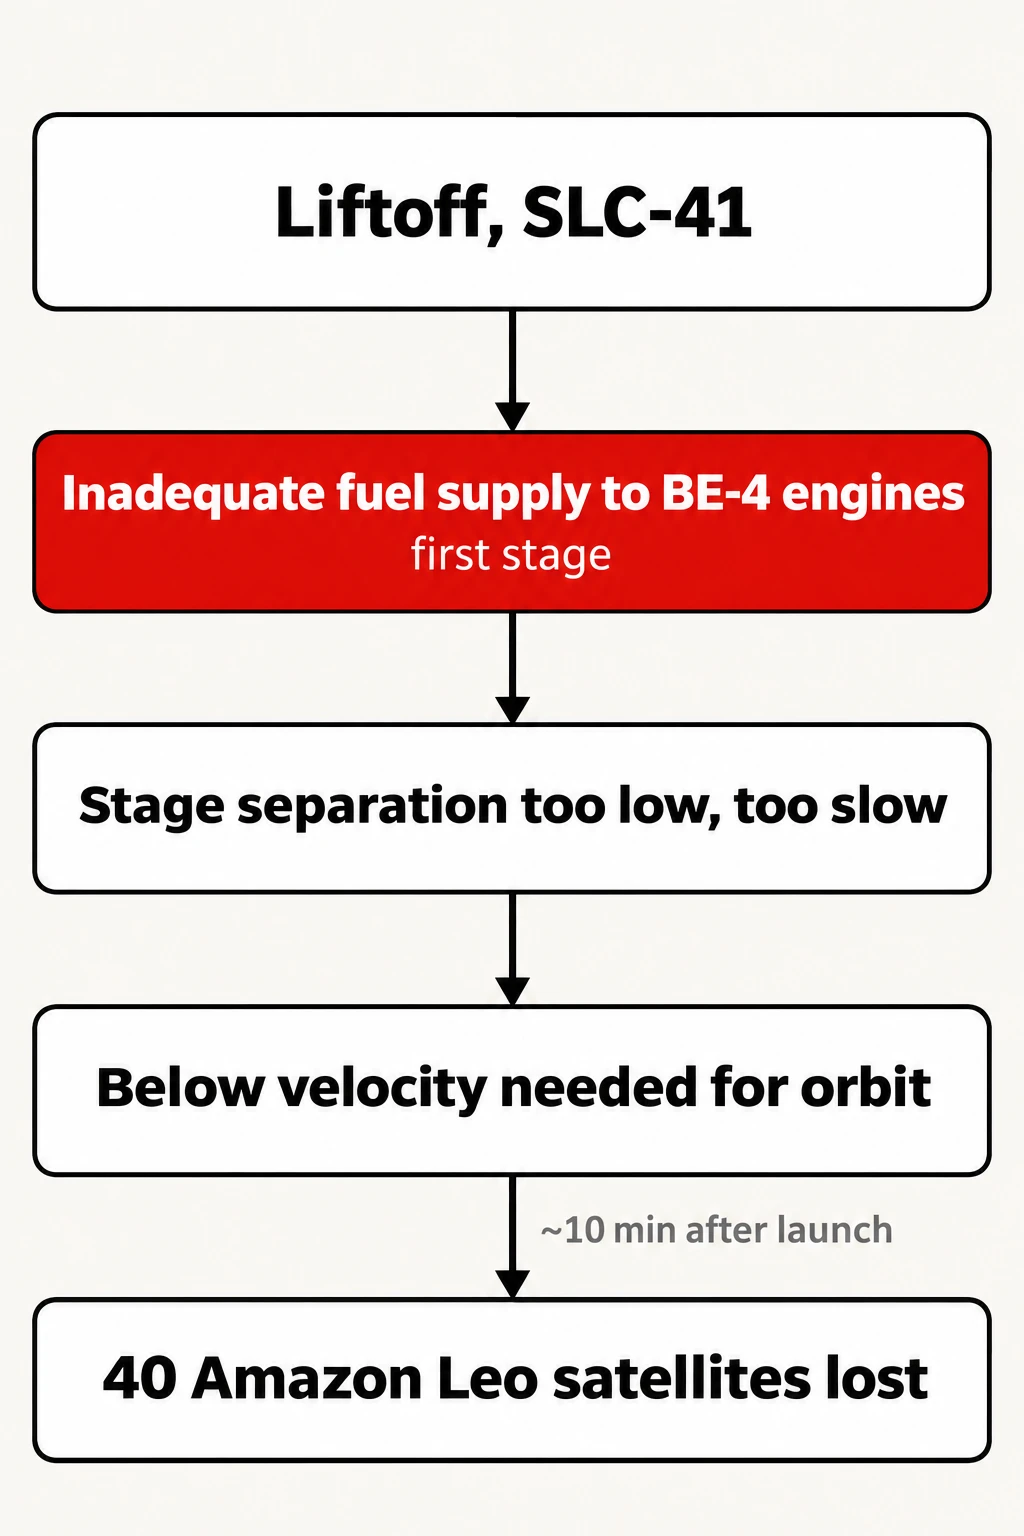 Liftoff, SLC-41
Inadequate fuel supply to BE-4 engines
first stage
Stage separation too low, too slow
Below velocity needed for orbit
~10 min after launch
40 Amazon Leo satellites lost